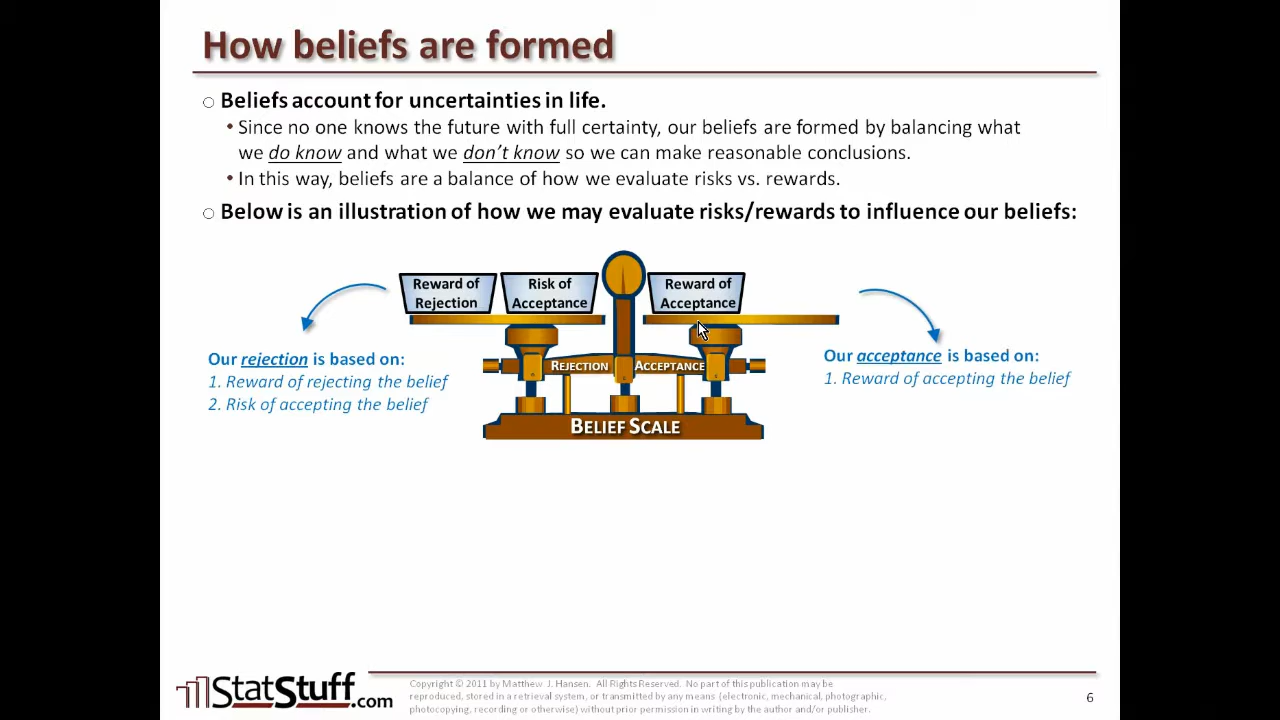 How beliefs are formed
Beliefs account for uncertainties in life.
• Since no one knows the future with full certainty, our beliefs are formed by balancing what
we do know and what we don't know so we can make reasonable conclusions.
• In this way, beliefs are a balance of how we evaluate risks vs. rewards.
Below is an illustration of how we may evaluate risks/rewards to influence our beliefs:
Reward of
Rejection
Risk of
Acceptance
Reward of
Acceptance
Our rejection is based on:
1. Reward of rejecting the belief
2. Risk of accepting the belief
REJECTION
ACCEPTANCE
BELIEF SCALE
Our acceptance is based on:
1. Reward of accepting the belief
StatStuff.com
Copyright © 2011 by Matthew J. Hansen. All Rights Reserved. No part of this publication may be
reproduced, stored in a retrieval system, or transmitted by any means (electronic, mechanical, photographic,
photocopying, recording or otherwise) without prior permission in writing by the author and/or publisher.
6